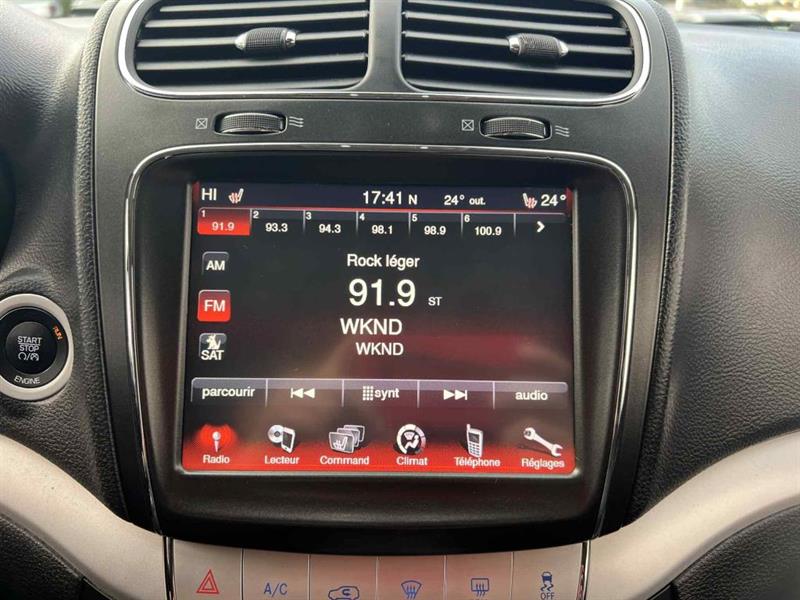 HI 17:41 N 24° out. 24°
1 2 3 4 5 6
91.9 93.3 94.3 98.1 98.9 100.9
AM
Rock léger
FM
91.9 ST
WKND
SAT
WKND
parcourir synt audio
Radio Lecteur Command Climat Téléphone Réglages
RUN
START
STOP
ENGINE
A/C
OFF